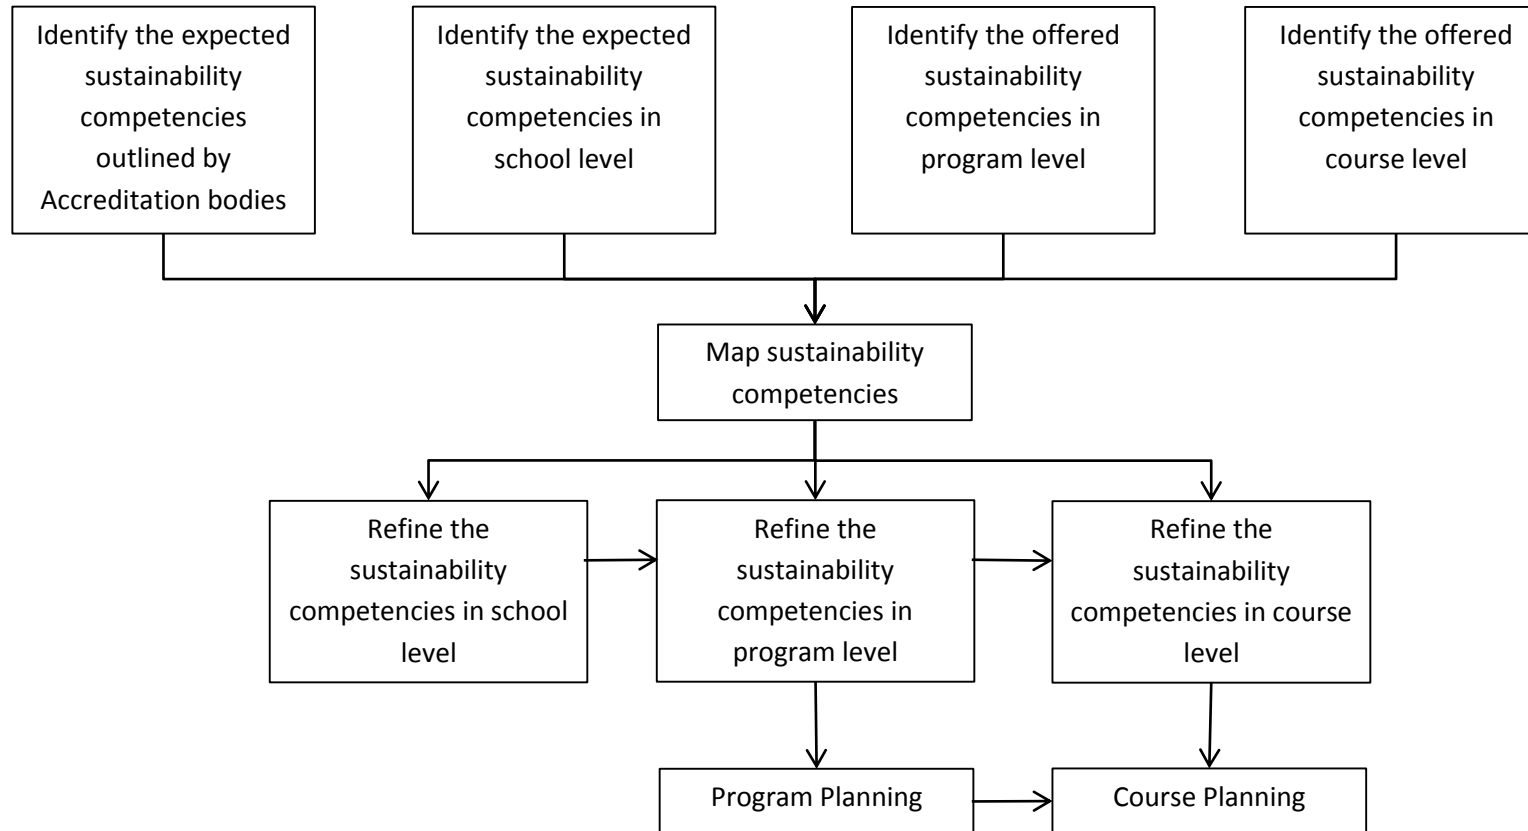 Identify the expected
sustainability
competencies
outlined by
Accreditation bodies
Identify the expected
sustainability
competencies in
school level
Identify the offered
sustainability
competencies in
program level
Identify the offered
sustainability
competencies in
course level
Map sustainability
competencies
Refine the
sustainability
competencies in school
level
Refine the
sustainability
competencies in
program level
Refine the
sustainability
competencies in course
level
Program Planning
Course Planning